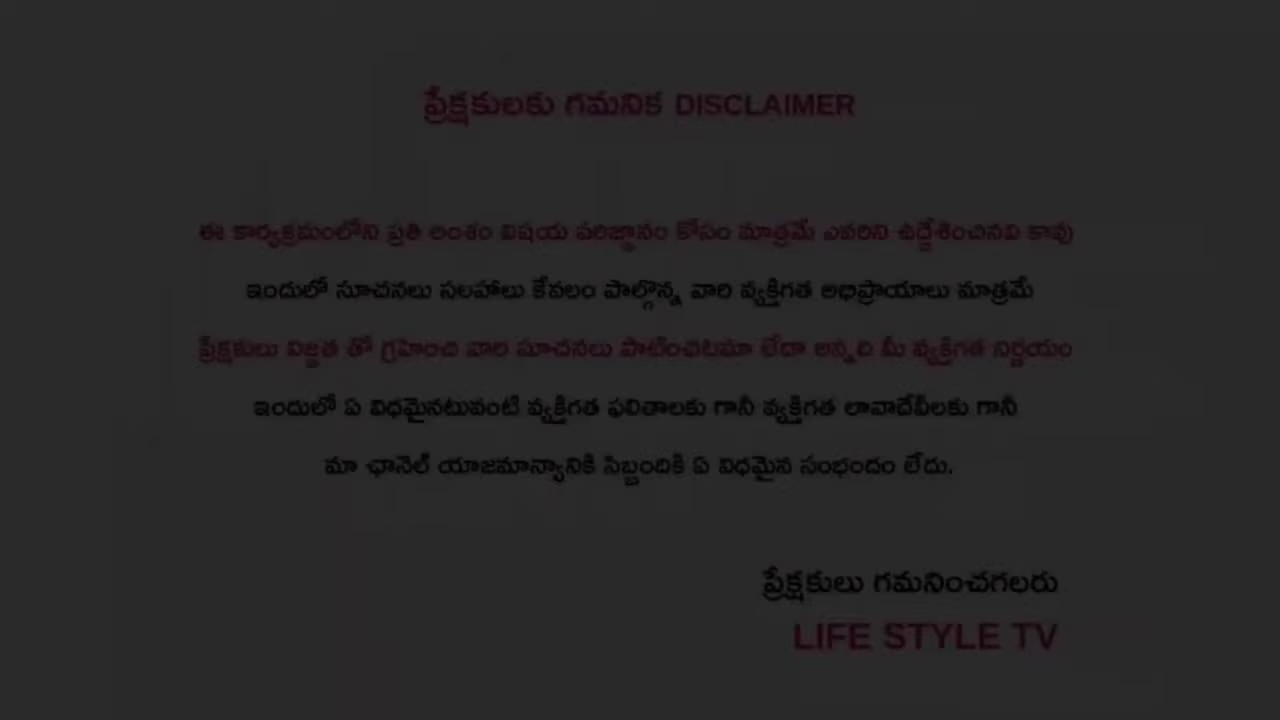 ప్రేక్షకులకు గమనిక DISCLAIMER
ఈ కార్యక్రమంలోని ప్రతి అంశం విషయ పరిజ్ఞానం కోసం మాత్రమే ఎవరిని ఉద్దేశించినవి కావు
ఇందులో సూచనలు సలహాలు కేవలం పాల్గొన్న వారి వ్యక్తిగత అభిప్రాయాలు మాత్రమే
ప్రేక్షకులు విజ్ఞత తో గ్రహించి వారి సూచనలు పాటించటమా లేదా అన్నది మీ వ్యక్తిగత నిర్ణయం
ఇందులో ఏ విధమైనటువంటి వ్యక్తిగత ఫలితాలకు గానీ వ్యక్తిగత లావాదేవీలకు గానీ
మా ఛానెల్ యాజమాన్యానికి సిబ్బందికి ఏ విధమైన సంభందం లేదు.
ప్రేక్షకులు గమనించగలరు
LIFE STYLE TV